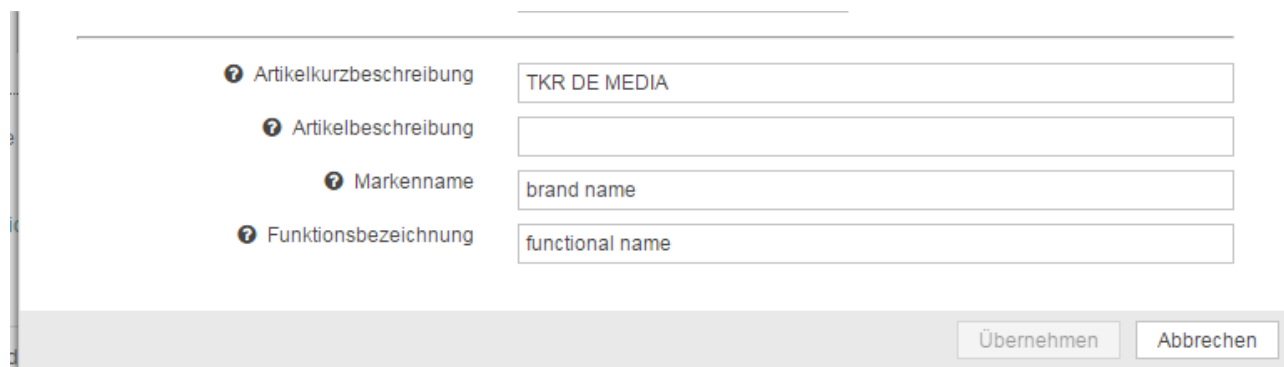 Artikelkurzbeschreibung TKR DE MEDIA
Artikelbeschreibung
Markenname brand name
Funktionsbezeichnung functional name
Übernehmen Abbrechen